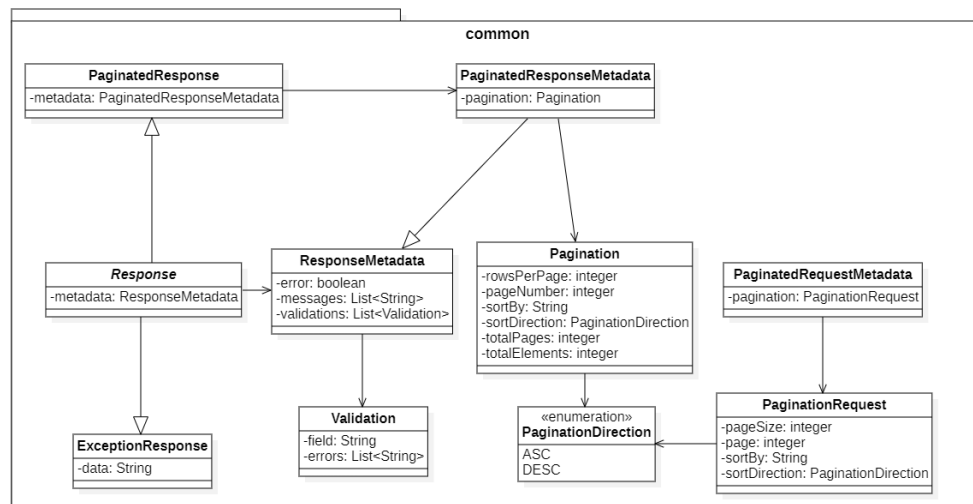 common
PaginatedResponse
-metadata: PaginatedResponseMetadata
PaginatedResponseMetadata
-pagination: Pagination
Response
-metadata: ResponseMetadata
ResponseMetadata
-error: boolean
-messages: List<String>
-validations: List<Validation>
Pagination
-rowsPerPage: integer
-pageNumber: integer
-sortBy: String
-sortDirection: PaginationDirection
-totalPages: integer
-totalElements: integer
PaginatedRequestMetadata
-pagination: PaginationRequest
ExceptionResponse
-data: String
Validation
-field: String
-errors: List<String>
«enumeration»
PaginationDirection
ASC
DESC
PaginationRequest
-pageSize: integer
-page: integer
-sortBy: String
-sortDirection: PaginationDirection